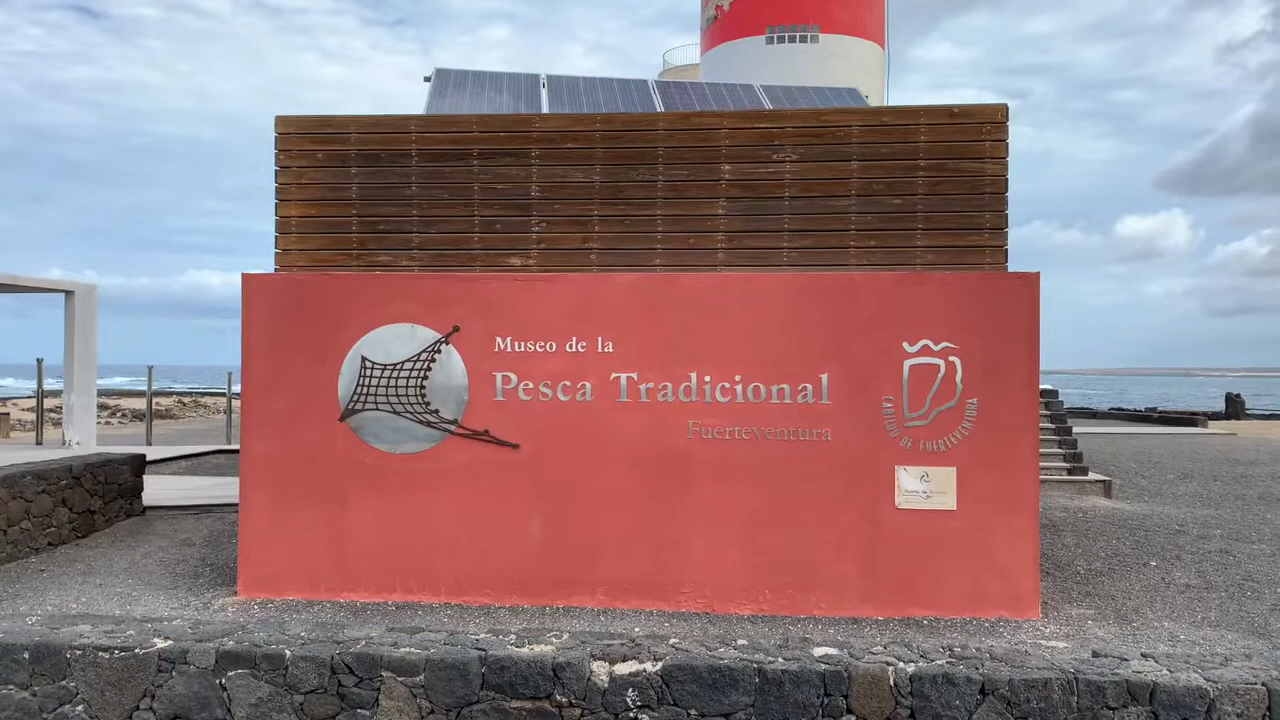 Museo de la
Pesca Tradicional
Fuerteventura
CABILDO DE FUERTEVENTURA